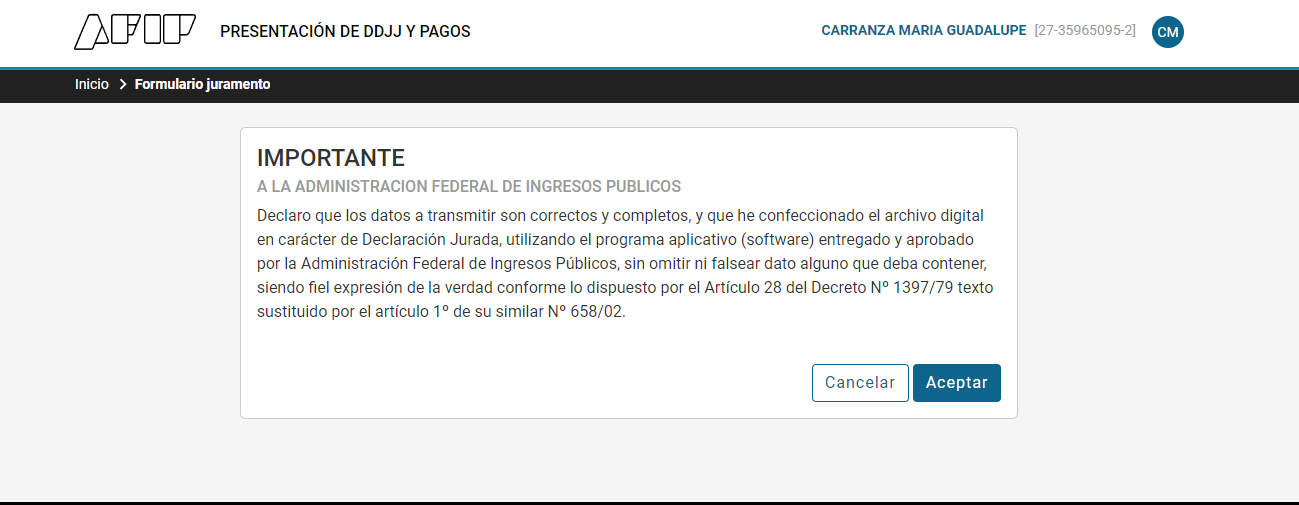 AFIP
PRESENTACIÓN DE DDJJ Y PAGOS
CARRANZA MARIA GUADALUPE [27-35965095-2] CM
Inicio > Formulario juramento
IMPORTANTE
A LA ADMINISTRACION FEDERAL DE INGRESOS PUBLICOS
Declaro que los datos a transmitir son correctos y completos, y que he confeccionado el archivo digital
en carácter de Declaración Jurada, utilizando el programa aplicativo (software) entregado y aprobado
por la Administración Federal de Ingresos Públicos, sin omitir ni falsear dato alguno que deba contener,
siendo fiel expresión de la verdad conforme lo dispuesto por el Artículo 28 del Decreto Nº 1397/79 texto
sustituido por el artículo 1º de su similar Nº 658/02.
Cancelar Aceptar